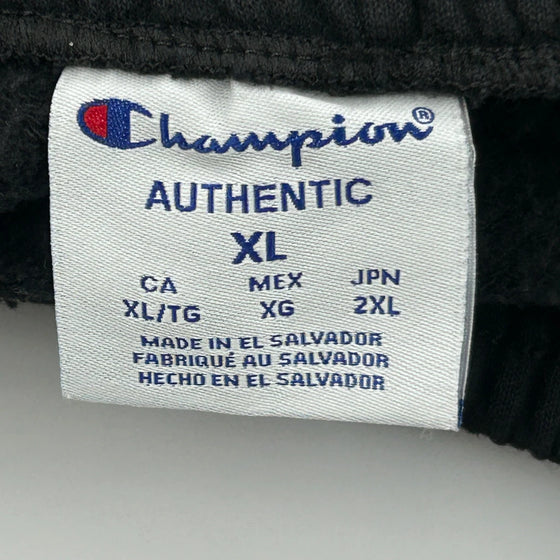 Champion®
AUTHENTIC
XL
CA MEX JPN
XL/TG XG 2XL
MADE IN EL SALVADOR
FABRIQUÉ AU SALVADOR
HECHO EN EL SALVADOR